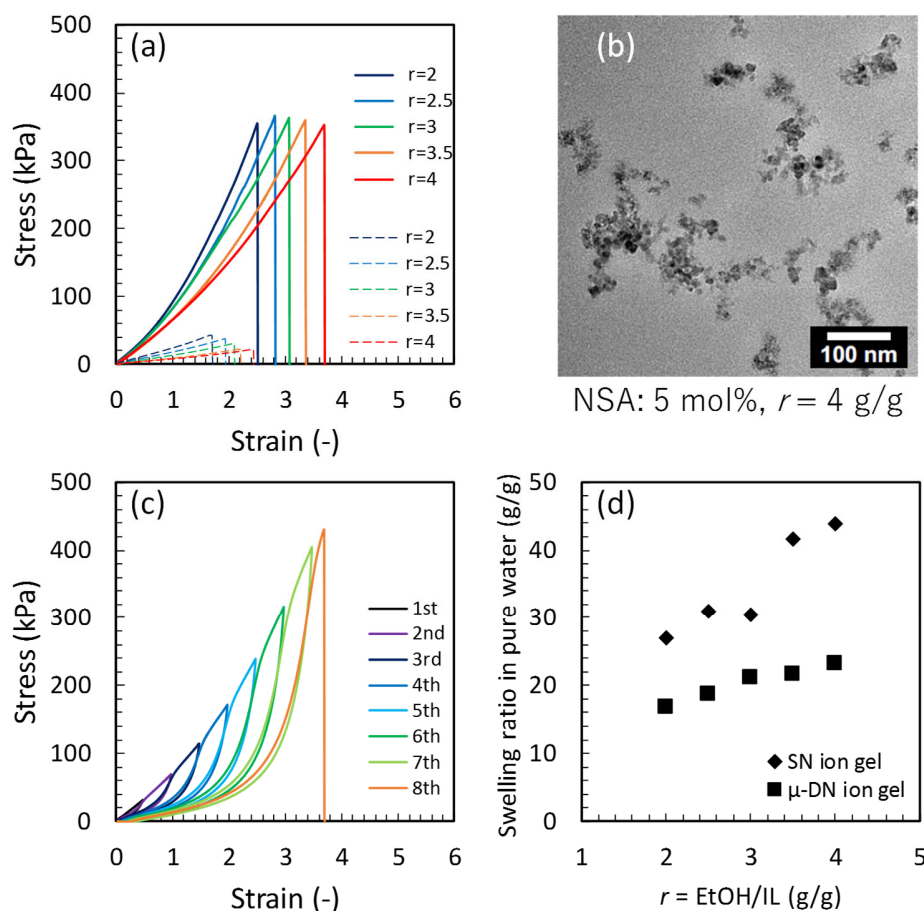 (a)
500
400
300
200
100
0
Stress (kPa)
r=2
r=2.5
r=3
r=3.5
r=4
r=2
r=2.5
r=3
r=3.5
r=4
0 1 2 3 4 5 6
Strain (-)
(b)
100 nm
NSA: 5 mol%, r = 4 g/g
(c)
500
400
300
200
100
0
Stress (kPa)
1st
2nd
3rd
4th
5th
6th
7th
8th
0 1 2 3 4 5 6
Strain (-)
(d)
50
40
30
20
10
0
Swelling ratio in pure water (g/g)
SN ion gel
μ-DN ion gel
1 2 3 4 5
r = EtOH/IL (g/g)